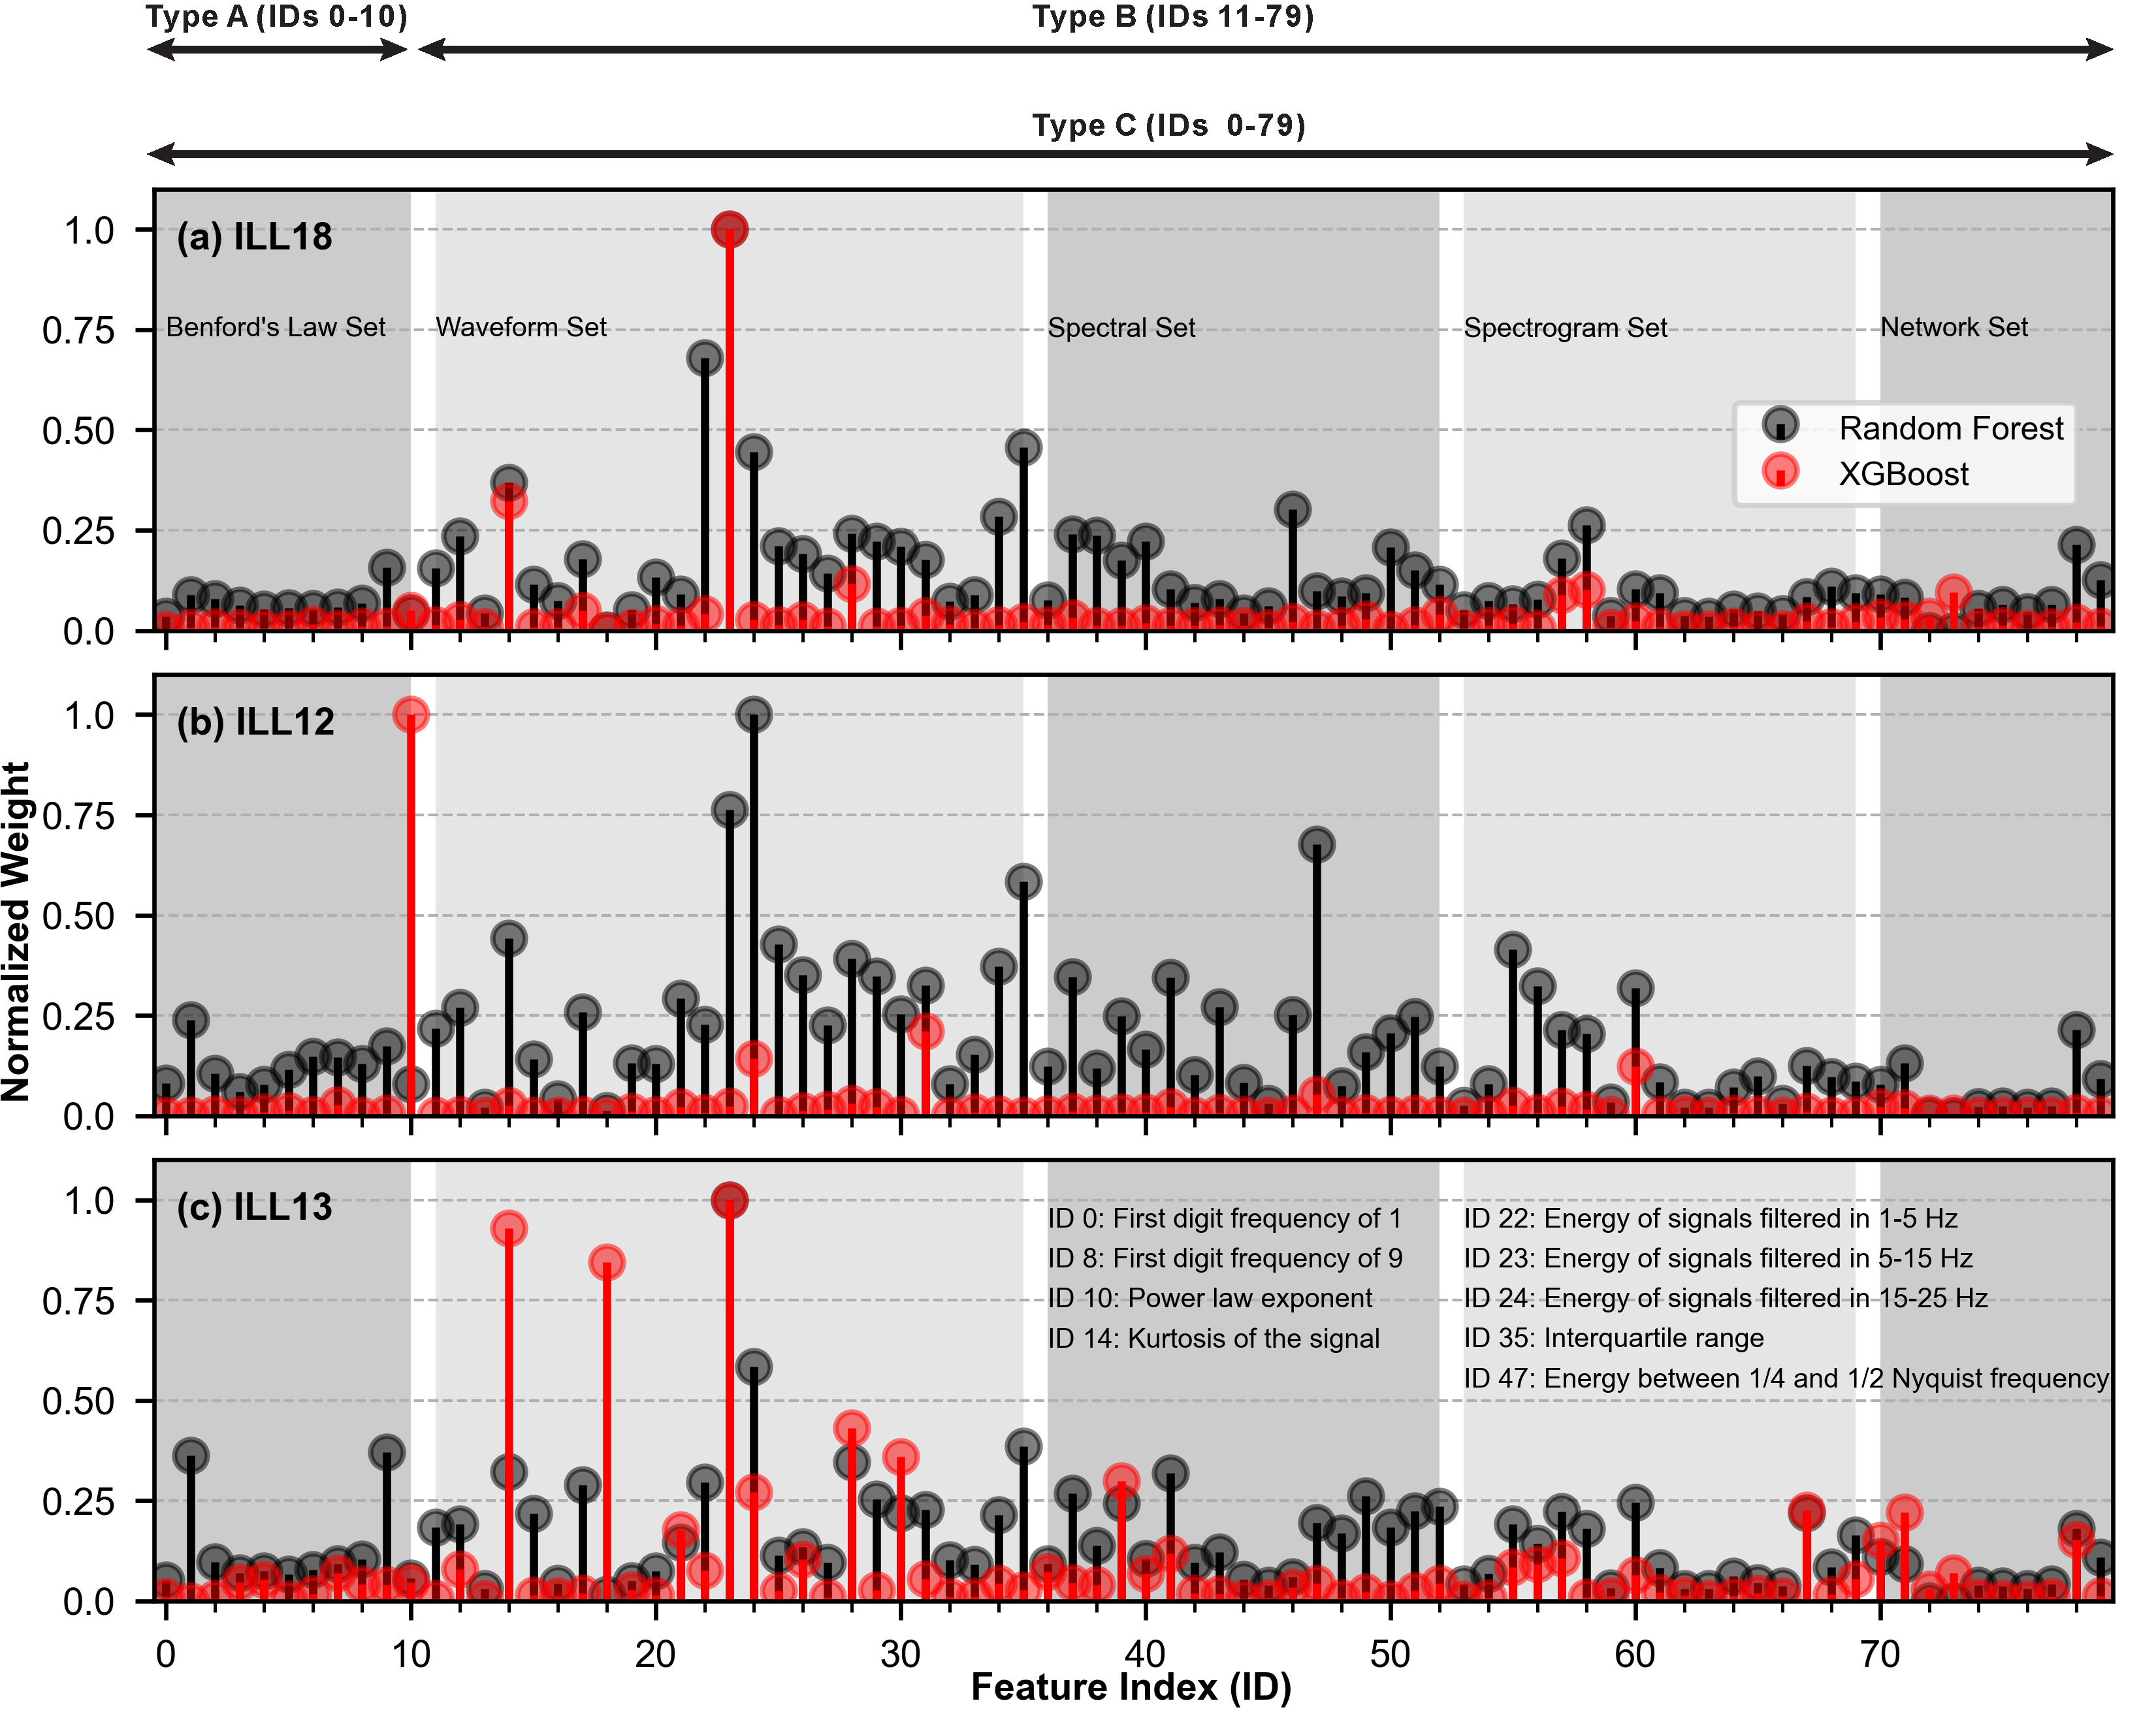 Type A (IDs 0-10)
Type B (IDs 11-79)
Type C (IDs 0-79)
(a) ILL18
1.0
0.75
0.50
0.25
0.0
Benford's Law Set
Waveform Set
Spectral Set
Spectrogram Set
Network Set
Random Forest
XGBoost
Normalized Weight
(b) ILL12
1.0
0.75
0.50
0.25
0.0
(c) ILL13
1.0
0.75
0.50
0.25
0.0
ID 0: First digit frequency of 1
ID 8: First digit frequency of 9
ID 10: Power law exponent
ID 14: Kurtosis of the signal
ID 22: Energy of signals filtered in 1-5 Hz
ID 23: Energy of signals filtered in 5-15 Hz
ID 24: Energy of signals filtered in 15-25 Hz
ID 35: Interquartile range
ID 47: Energy between 1/4 and 1/2 Nyquist frequency
0 10 20 30 40 50 60 70
Feature Index (ID)